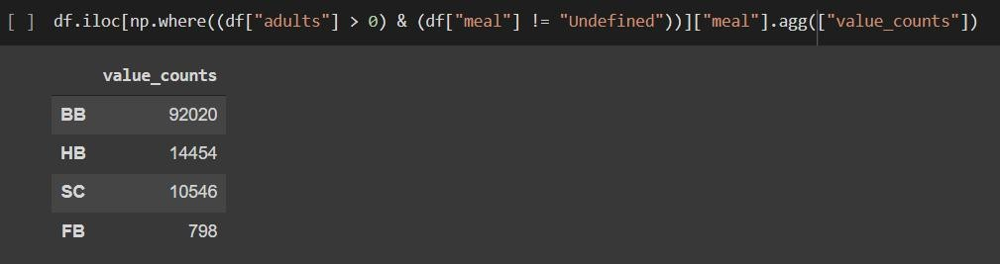 [ ] df.iloc[np.where((df["adults"] > 0) & (df["meal"] != "Undefined"))]["meal"].agg(["value_counts"])
value_counts
BB 92020
HB 14454
SC 10546
FB 798